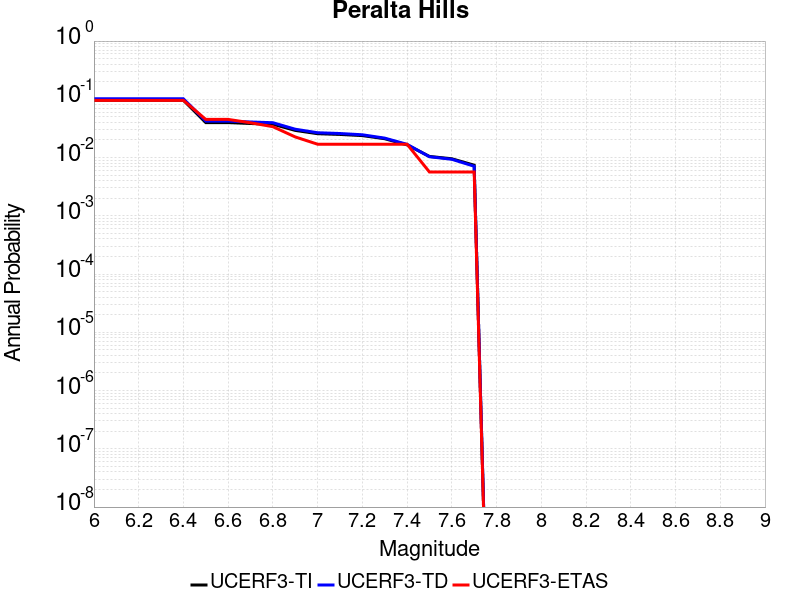 Peralta Hills
Annual Probability
10^0
10^-1
10^-2
10^-3
10^-4
10^-5
10^-6
10^-7
10^-8
6 6.2 6.4 6.6 6.8 7 7.2 7.4 7.6 7.8 8 8.2 8.4 8.6 8.8 9
Magnitude
UCERF3-TI UCERF3-TD UCERF3-ETAS